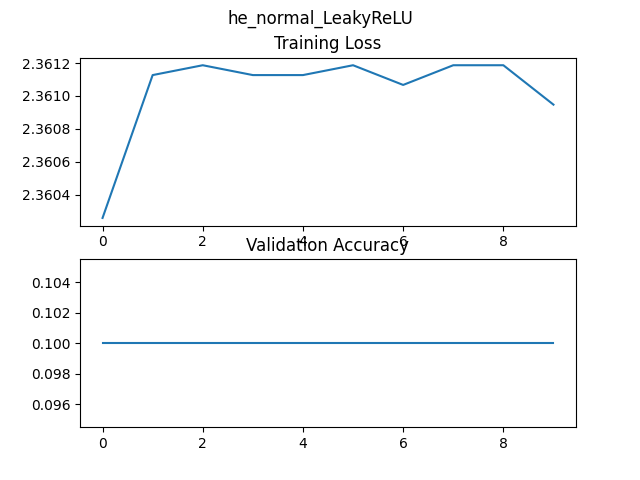 he_normal_LeakyReLU
Training Loss
2.3612
2.3610
2.3608
2.3606
2.3604
0 2 4 6 8
Validation Accuracy
0.104
0.102
0.100
0.098
0.096
0 2 4 6 8